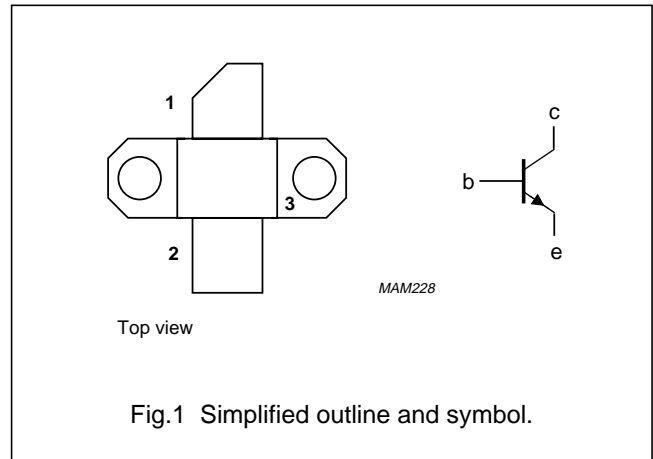 1
c
b
3
2
e
MAM228
Top view
Fig.1 Simplified outline and symbol.